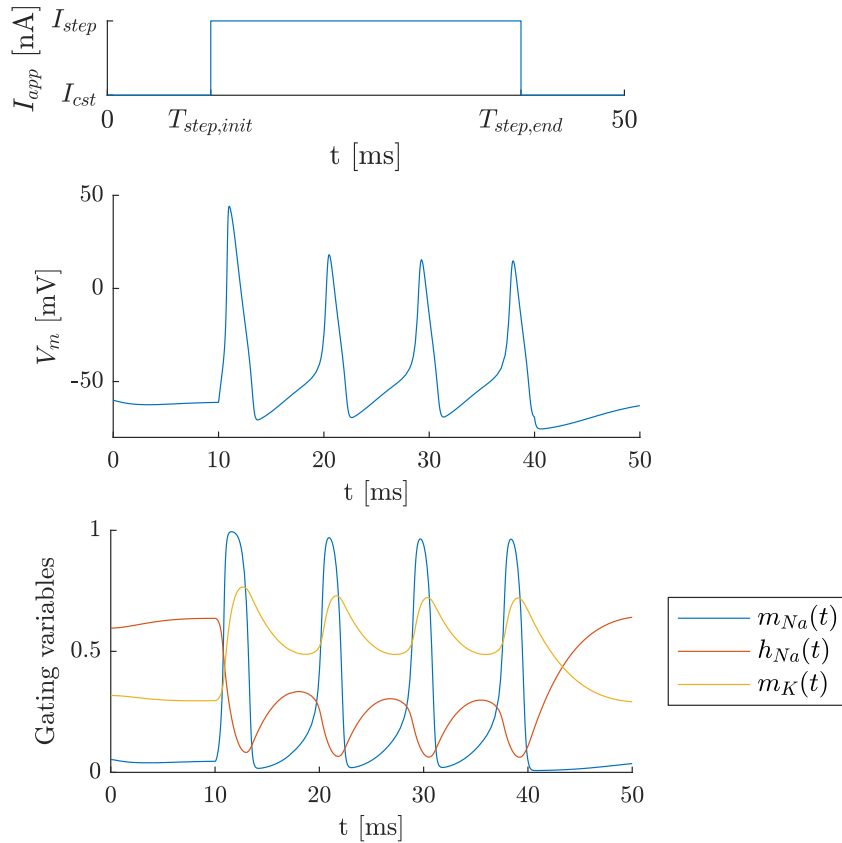 I_app [nA]
I_step
I_cst
0 T_step,init T_step,end 50
t [ms]
V_m [mV]
50
0
-50
0 10 20 30 40 50
t [ms]
Gating variables
1
0.5
0
0 10 20 30 40 50
t [ms]
m_Na(t)
h_Na(t)
m_K(t)